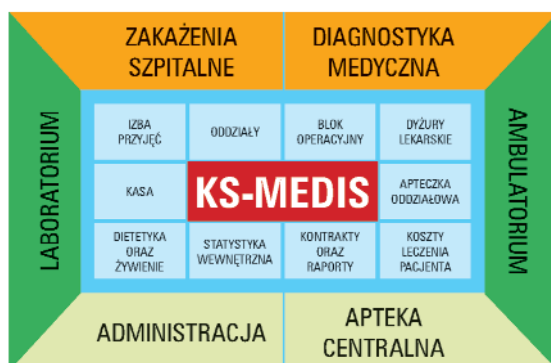 ZAKAŻENIA
SZPITALNE
DIAGNOSTYKA
MEDYCZNA
LABORATORIUM
IZBA
PRZYJĘĆ
ODDZIAŁY
BLOK
OPERACYJNY
DYŻURY
LEKARSKIE
AMBULATORIUM
KASA
KS-MEDIS
APTECZKA
ODDZIAŁOWA
DIETETYKA
ORAZ
ŻYWIENIE
STATYSTYKA
WEWNĘTRZNA
KONTRAKTY
ORAZ
RAPORTY
KOSZTY
LECZENIA
PACJENTA
ADMINISTRACJA
APTEKA
CENTRALNA